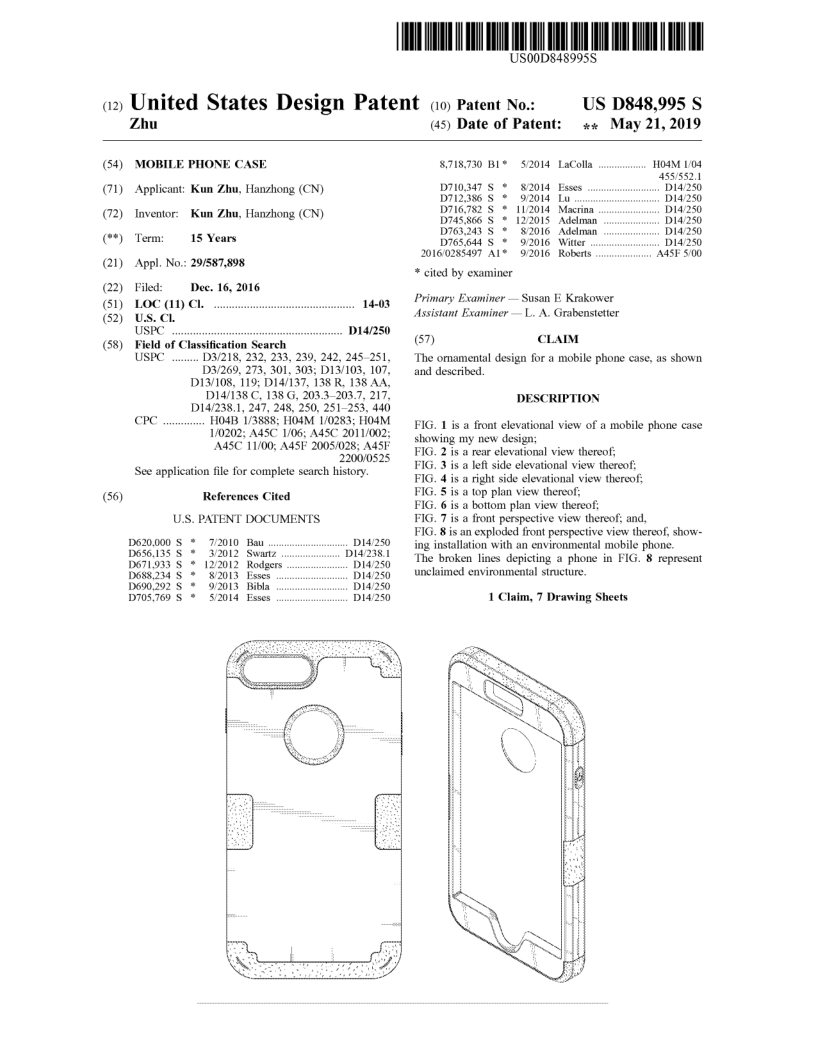 US00D848995S
(12) United States Design Patent
Zhu
(10) Patent No.: US D848,995 S
(45) Date of Patent: ** May 21, 2019
(54) MOBILE PHONE CASE
(71) Applicant: Kun Zhu, Hanzhong (CN)
(72) Inventor: Kun Zhu, Hanzhong (CN)
(**) Term: 15 Years
(21) Appl. No.: 29/587,898
(22) Filed: Dec. 16, 2016
(51) LOC (11) Cl. ................................................ 14-03
(52) U.S. Cl.
USPC ......................................................... D14/250
(58) Field of Classification Search
USPC ......... D3/218, 232, 233, 239, 242, 245–251,
D3/269, 273, 301, 303; D13/103, 107,
D13/108, 119; D14/137, 138 R, 138 AA,
D14/138 C, 138 G, 203.3–203.7, 217,
D14/238.1, 247, 248, 250, 251–253, 440
CPC .............. H04B 1/3888; H04M 1/0283; H04M
1/0202; A45C 1/06; A45C 2011/002;
A45C 11/00; A45F 2005/028; A45F
2200/0525
See application file for complete search history.
(56) References Cited
U.S. PATENT DOCUMENTS
D620,000 S * 7/2010 Bau ............................. D14/250
D656,135 S * 3/2012 Swartz ..................... D14/238.1
D671,933 S * 12/2012 Rodgers ...................... D14/250
D688,234 S * 8/2013 Esses .......................... D14/250
D690,292 S * 9/2013 Bibla .......................... D14/250
D705,769 S * 5/2014 Esses .......................... D14/250
8,718,730 B1 * 5/2014 LaColla .................. H04M 1/04
455/552.1
D710,347 S * 8/2014 Esses .......................... D14/250
D712,386 S * 9/2014 Lu ............................... D14/250
D716,782 S * 11/2014 Macrina ...................... D14/250
D745,866 S * 12/2015 Adelman .................... D14/250
D763,243 S * 8/2016 Adelman .................... D14/250
D765,644 S * 9/2016 Witter ......................... D14/250
2016/0285497 A1 * 9/2016 Roberts .................... A45F 5/00
* cited by examiner
Primary Examiner — Susan E Krakower
Assistant Examiner — L. A. Grabenstetter
(57) CLAIM
The ornamental design for a mobile phone case, as shown
and described.
DESCRIPTION
FIG. 1 is a front elevational view of a mobile phone case
showing my new design;
FIG. 2 is a rear elevational view thereof;
FIG. 3 is a left side elevational view thereof;
FIG. 4 is a right side elevational view thereof;
FIG. 5 is a top plan view thereof;
FIG. 6 is a bottom plan view thereof;
FIG. 7 is a front perspective view thereof; and,
FIG. 8 is an exploded front perspective view thereof, show-
ing installation with an environmental mobile phone.
The broken lines depicting a phone in FIG. 8 represent
unclaimed environmental structure.
1 Claim, 7 Drawing Sheets